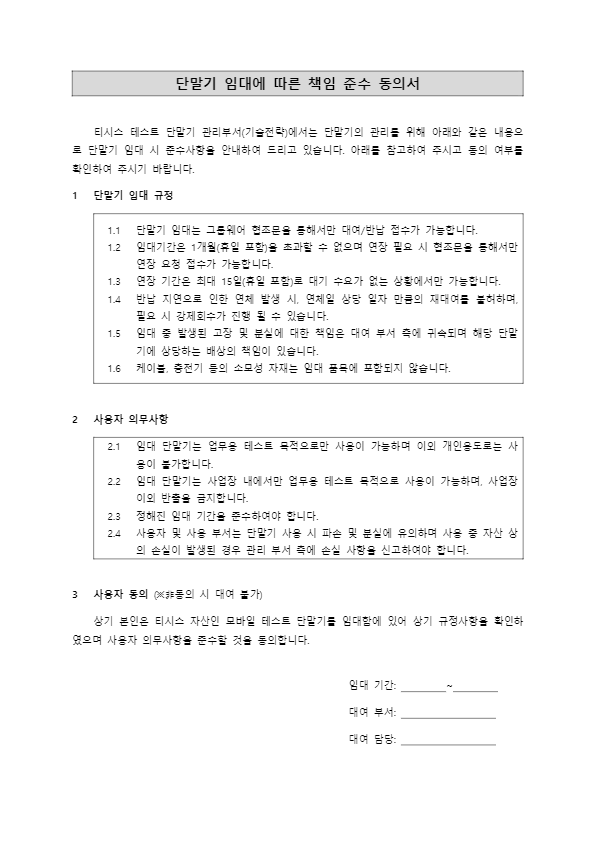 단말기 임대에 따른 책임 준수 동의서
티시스 테스트 단말기 관리부서(기술전략)에서는 단말기의 관리를 위해 아래와 같은 내용으
로 단말기 임대 시 준수사항을 안내하여 드리고 있습니다. 아래를 참고하여 주시고 동의 여부를
확인하여 주시기 바랍니다.
1 단말기 임대 규정
1.1 단말기 임대는 그룹웨어 협조문을 통해서만 대여/반납 접수가 가능합니다.
1.2 임대기간은 1개월(휴일 포함)을 초과할 수 없으며 연장 필요 시 협조문을 통해서만
연장 요청 접수가 가능합니다.
1.3 연장 기간은 최대 15일(휴일 포함)로 대기 수요가 없는 상황에서만 가능합니다.
1.4 반납 지연으로 인한 연체 발생 시, 연체일 상당 일자 만큼의 재대여를 불허하며,
필요 시 강제회수가 진행 될 수 있습니다.
1.5 임대 중 발생된 고장 및 분실에 대한 책임은 대여 부서 측에 귀속되며 해당 단말
기에 상당하는 배상의 책임이 있습니다.
1.6 케이블, 충전기 등의 소모성 자재는 임대 품목에 포함되지 않습니다.
2 사용자 의무사항
2.1 임대 단말기는 업무용 테스트 목적으로만 사용이 가능하며 이외 개인용도로는 사
용이 불가합니다.
2.2 임대 단말기는 사업장 내에서만 업무용 테스트 목적으로 사용이 가능하며, 사업장
이외 반출을 금지합니다.
2.3 정해진 임대 기간을 준수하여야 합니다.
2.4 사용자 및 사용 부서는 단말기 사용 시 파손 및 분실에 유의하며 사용 중 자산 상
의 손실이 발생된 경우 관리 부서 측에 손실 사항을 신고하여야 합니다.
3 사용자 동의 (※非동의 시 대여 불가)
상기 본인은 티시스 자산인 모바일 테스트 단말기를 임대함에 있어 상기 규정사항을 확인하
였으며 사용자 의무사항을 준수할 것을 동의합니다.
임대 기간: ________~________
대여 부서: _________________
대여 담당: _________________